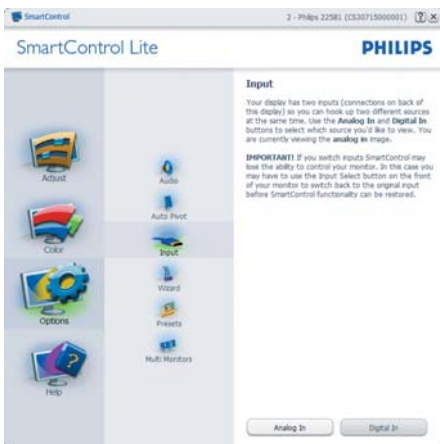 SmartControl
2 - Philips 225B1 (CS30715000001)
SmartControl Lite
PHILIPS
Adjust
Color
Options
Help
Audio
Auto Pivot
Input
Wizard
Presets
Multi Monitors
Input
Your display has two inputs (connections on back of
this display) so you can hook up two different sources
at the same time. Use the Analog In and Digital In
buttons to select which source you'd like to view. You
are currently viewing the analog in image.
IMPORTANT! If you switch inputs SmartControl may
lose the ability to control your monitor. In this case you
may have to use the Input Select button on the front
of your monitor to switch back to the original input
before SmartControl functionality can be restored.
Analog In
Digital In